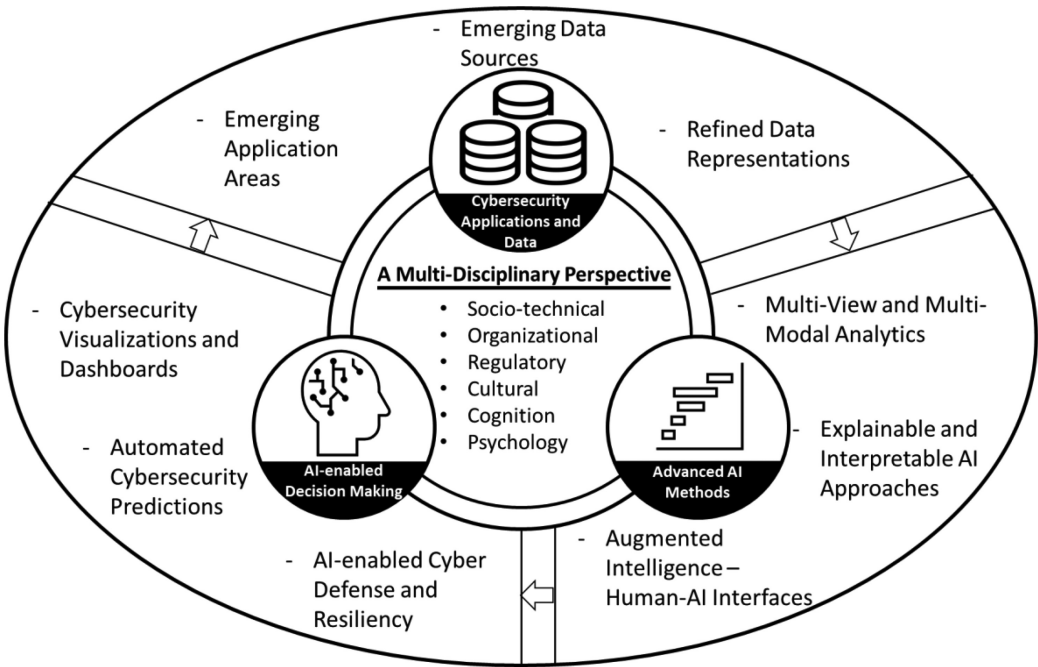 - Emerging Data
Sources
- Emerging
Application
Areas
- Refined Data
Representations
Cybersecurity
Applications and
Data
A Multi-Disciplinary Perspective
• Socio-technical
• Organizational
• Regulatory
• Cultural
• Cognition
• Psychology
- Cybersecurity
Visualizations and
Dashboards
- Multi-View and Multi-
Modal Analytics
- Automated
Cybersecurity
Predictions
AI-enabled
Decision Making
Advanced AI
Methods
- Explainable and
Interpretable AI
Approaches
- AI-enabled Cyber
Defense and
Resiliency
- Augmented
Intelligence –
Human-AI Interfaces